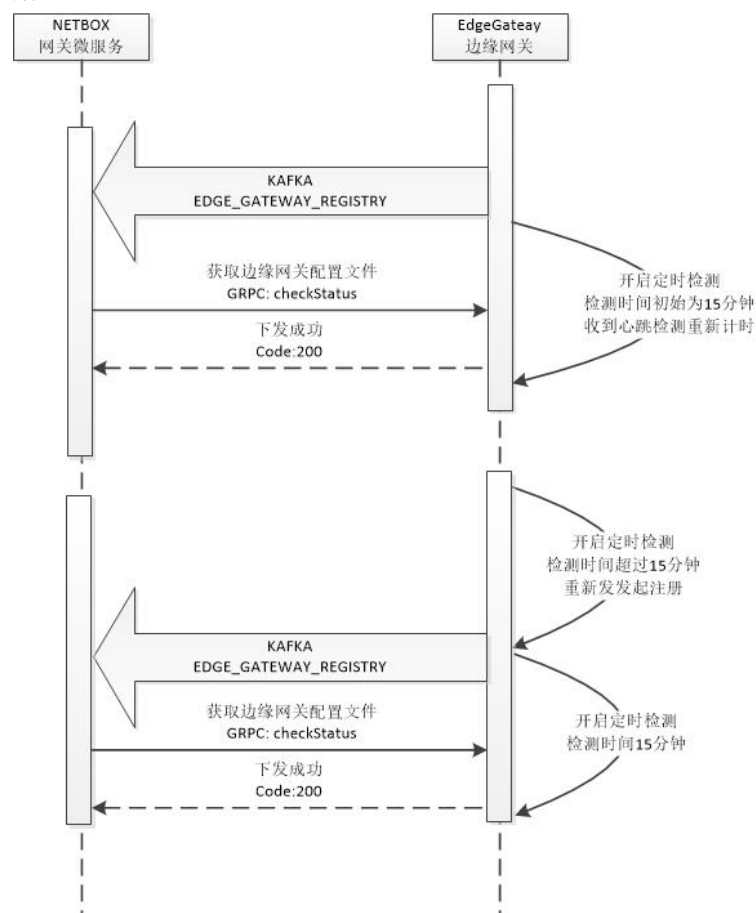 NETBOX
网关微服务
EdgeGateay
边缘网关
KAFKA
EDGE_GATEWAY_REGISTRY
获取边缘网关配置文件
GRPC: checkStatus
开启定时检测
检测时间初始为15分钟
收到心跳检测重新计时
下发成功
Code:200
开启定时检测
检测时间超过15分钟
重新发发起注册
KAFKA
EDGE_GATEWAY_REGISTRY
获取边缘网关配置文件
GRPC: checkStatus
开启定时检测
检测时间15分钟
下发成功
Code:200